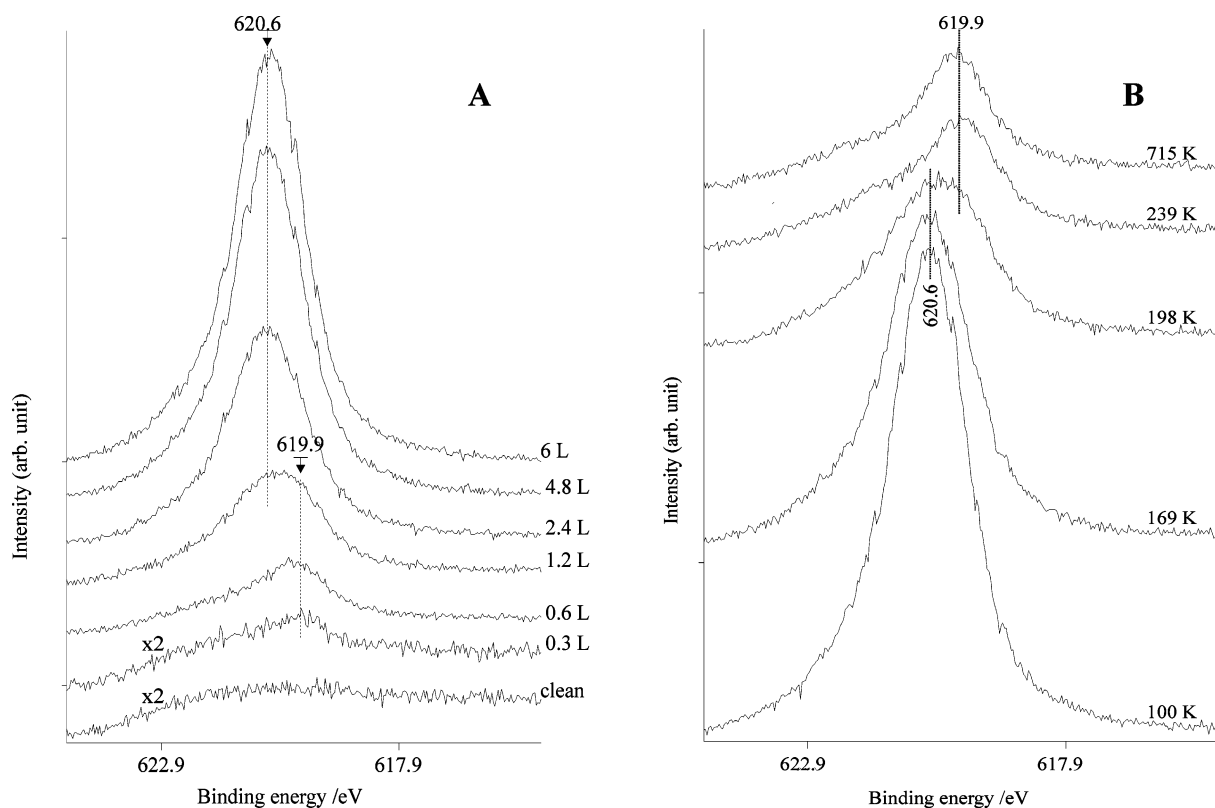 620.6
A
619.9
6 L
4.8 L
2.4 L
1.2 L
0.6 L
x2
0.3 L
x2
clean
Intensity (arb. unit)
622.9
617.9
Binding energy /eV
619.9
B
715 K
239 K
620.6
198 K
169 K
100 K
Intensity (arb. unit)
622.9
617.9
Binding energy /eV